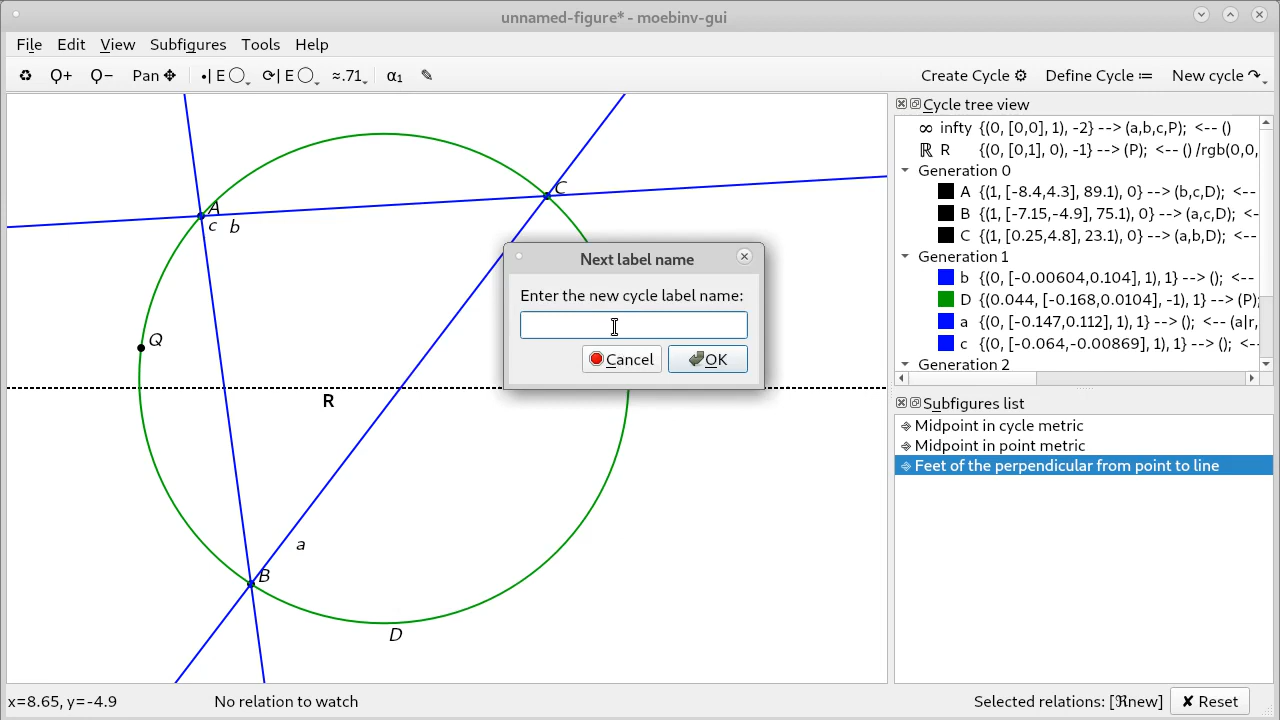 unnamed-figure* - moebinv-gui
File Edit View Subfigures Tools Help
Pan E E ≈.71 α₁ Create Cycle Define Cycle New cycle
A
c b
C
Q
R
a
B
D
Next label name
Enter the new cycle label name:
Cancel OK
Cycle tree view
∞ infty {(0, [0,0], 1), -2} --> (a,b,c,P); <-- ()
ℝ R {(0, [0,1], 0), -1} --> (P); <-- () /rgb(0,0,
Generation 0
A {(1, [-8.4,4.3], 89.1), 0} --> (b,c,D); <--
B {(1, [-7.15,-4.9], 75.1), 0} --> (a,c,D); <-
C {(1, [0.25,4.8], 23.1), 0} --> (a,b,D); <--
Generation 1
b {(0, [-0.00604,0.104], 1), 1} --> (); <--
D {(0.044, [-0.168,0.0104], -1), 1} --> (P);
a {(0, [-0.147,0.112], 1), 1} --> (); <-- (a|r,
c {(0, [-0.064,-0.00869], 1), 1} --> (); <--
Generation 2
Subfigures list
Midpoint in cycle metric
Midpoint in point metric
Feet of the perpendicular from point to line
x=8.65, y=-4.9 No relation to watch Selected relations: [ℜnew] ✘ Reset